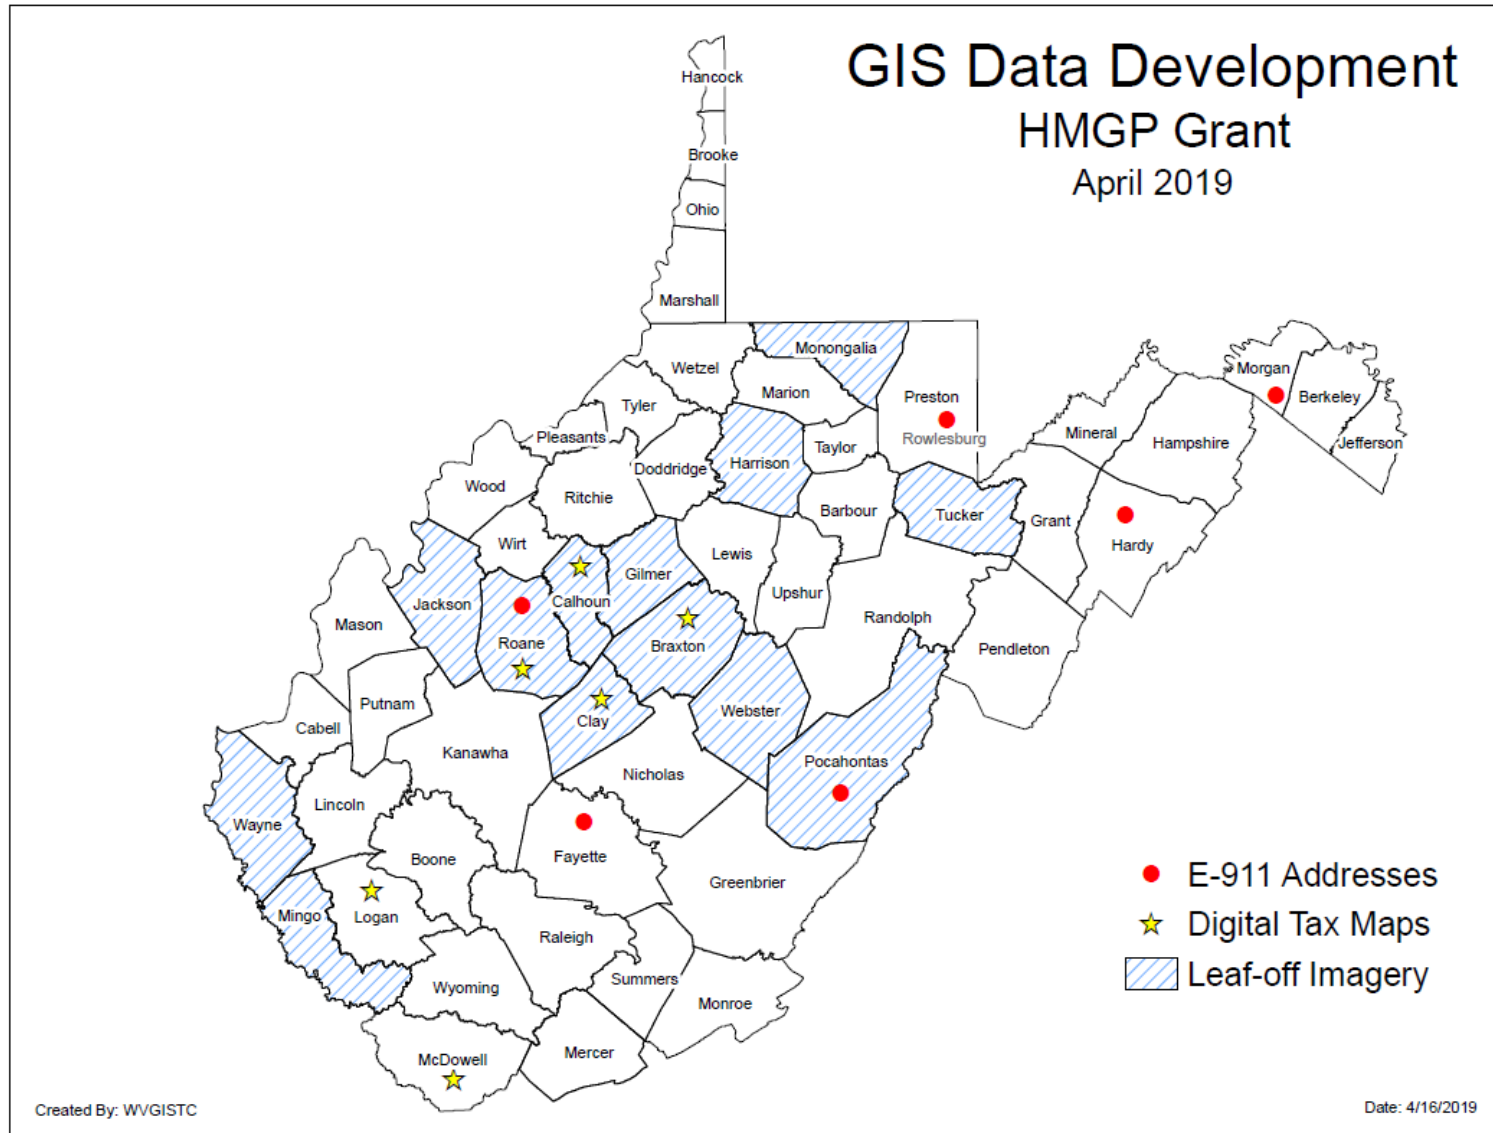 GIS Data Development
HMGP Grant
April 2019
Hancock
Brooke
Ohio
Marshall
Monongalia
Wetzel
Marion
Morgan
Preston
Berkeley
Tyler
Rowlesburg
Mineral
Hampshire
Jefferson
Pleasants
Taylor
Doddridge
Harrison
Wood
Ritchie
Barbour
Tucker
Grant
Hardy
Wirt
Lewis
Gilmer
Upshur
Calhoun
Jackson
Randolph
Mason
Roane
Braxton
Pendleton
Putnam
Webster
Clay
Cabell
Kanawha
Pocahontas
Nicholas
Lincoln
Wayne
Boone
Fayette
Greenbrier
E-911 Addresses
Mingo
Logan
Digital Tax Maps
Raleigh
Leaf-off Imagery
Summers
Wyoming
Monroe
Mercer
McDowell
Created By: WVGISTC
Date: 4/16/2019